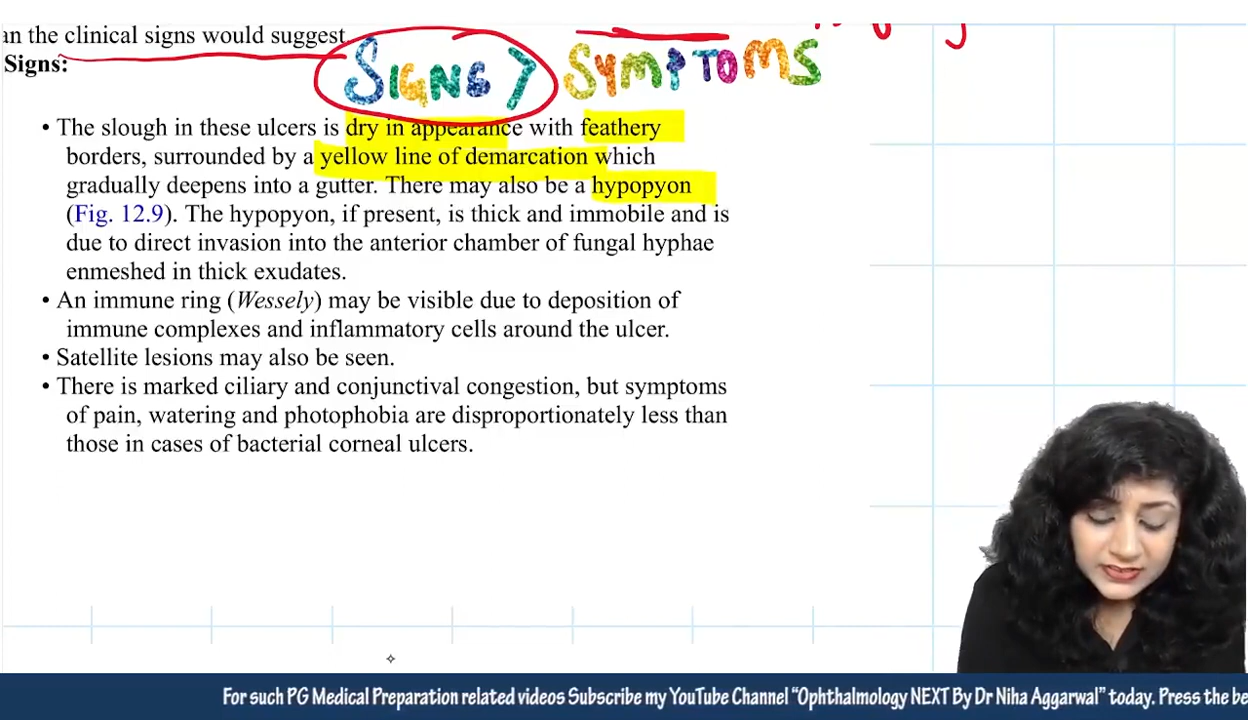 an the clinical signs would suggest.
Signs:
SIGNS > SYMPTOMS
• The slough in these ulcers is dry in appearance with feathery
borders, surrounded by a yellow line of demarcation which
gradually deepens into a gutter. There may also be a hypopyon
(Fig. 12.9). The hypopyon, if present, is thick and immobile and is
due to direct invasion into the anterior chamber of fungal hyphae
enmeshed in thick exudates.
• An immune ring (Wessely) may be visible due to deposition of
immune complexes and inflammatory cells around the ulcer.
• Satellite lesions may also be seen.
• There is marked ciliary and conjunctival congestion, but symptoms
of pain, watering and photophobia are disproportionately less than
those in cases of bacterial corneal ulcers.
For such PG Medical Preparation related videos Subscribe my YouTube Channel "Ophthalmology NEXT By Dr Niha Aggarwal" today. Press the be